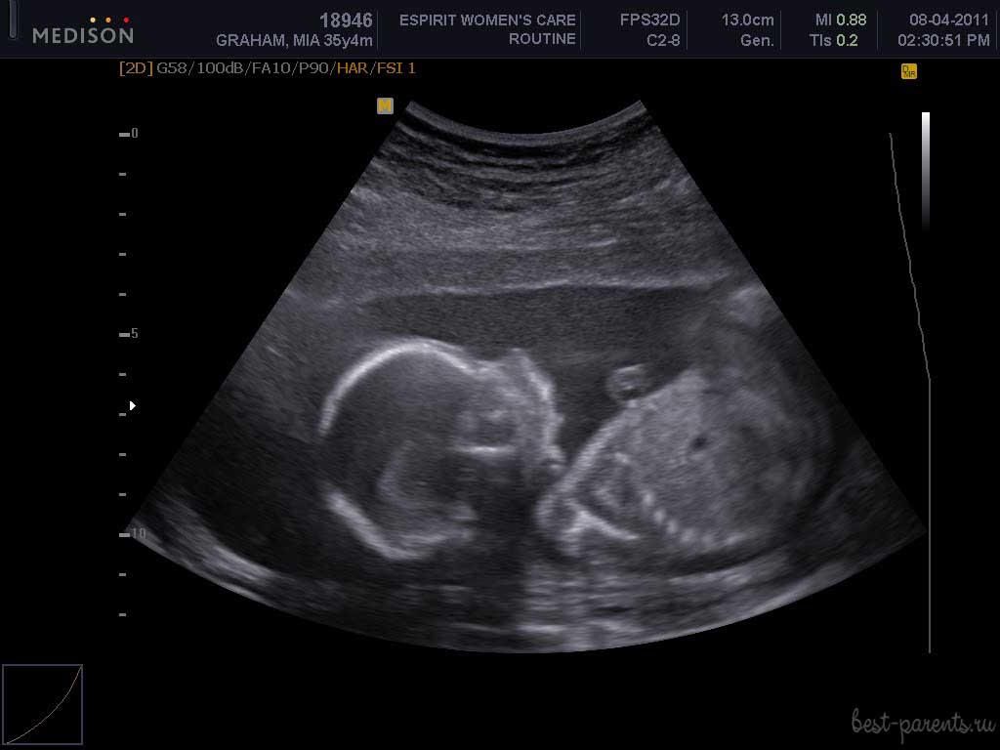 MEDISON
18946
GRAHAM, MIA 35y4m
ESPIRIT WOMEN'S CARE
ROUTINE
FPS32D
C2-8
13.0cm
Gen.
MI 0.88
TIs 0.2
08-04-2011
02:30:51 PM
[2D] G58/100dB/FA10/P90/HAR/FSI 1
M
0
5
10
best-parents.ru